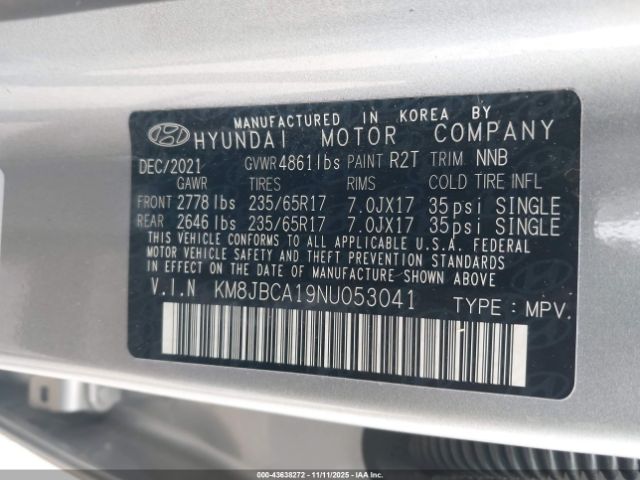 MANUFACTURED IN KOREA BY
HYUNDAI MOTOR COMPANY
DEC/2021 GVWR 4861lbs PAINT R2T TRIM NNB
GAWR TIRES RIMS COLD TIRE INFL
FRONT 2778 lbs 235/65R17 7.0JX17 35psi SINGLE
REAR 2646 lbs 235/65R17 7.0JX17 35psi SINGLE
THIS VEHICLE CONFORMS TO ALL APPLICABLE U.S.A. FEDERAL
MOTOR VEHICLE SAFETY AND THEFT PREVENTION STANDARDS
IN EFFECT ON THE DATE OF MANUFACTURE SHOWN ABOVE.
V.I.N KM8JBCA19NU053041 TYPE : MPV.
000-43638272 - 11/11/2025 - COPYRIGHT IAA, LLC.